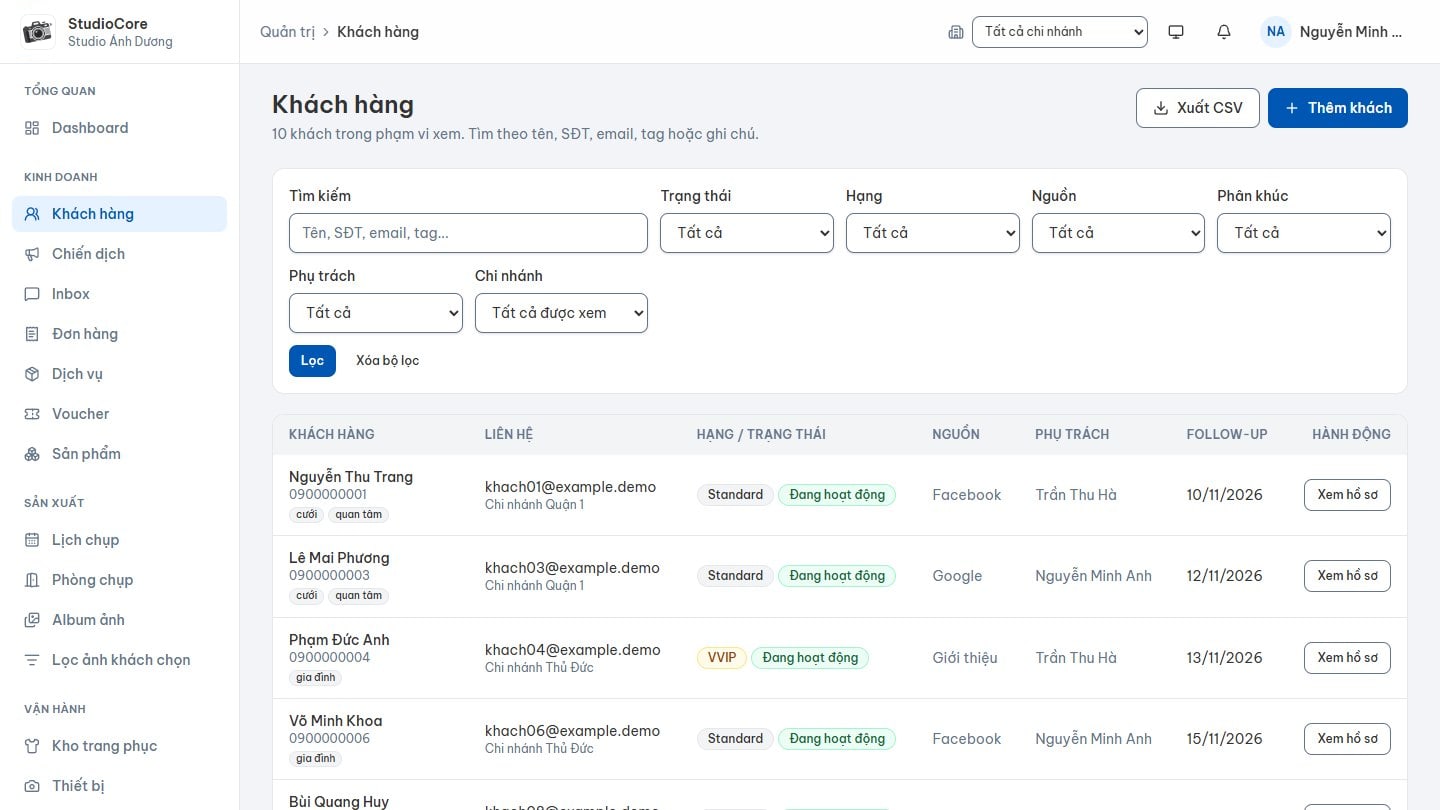 StudioCore
Studio Ánh Dương
Quản trị › Khách hàng
Tất cả chi nhánh
NA Nguyễn Minh ...
TỔNG QUAN
Dashboard
KINH DOANH
Khách hàng
Chiến dịch
Inbox
Đơn hàng
Dịch vụ
Voucher
Sản phẩm
SẢN XUẤT
Lịch chụp
Phòng chụp
Album ảnh
Lọc ảnh khách chọn
VẬN HÀNH
Kho trang phục
Thiết bị
Khách hàng
10 khách trong phạm vi xem. Tìm theo tên, SĐT, email, tag hoặc ghi chú.
Xuất CSV
Thêm khách
Tìm kiếm Trạng thái Hạng Nguồn Phân khúc
Tên, SĐT, email, tag... Tất cả Tất cả Tất cả Tất cả
Phụ trách Chi nhánh
Tất cả Tất cả được xem
Lọc Xóa bộ lọc
KHÁCH HÀNG LIÊN HỆ HẠNG / TRẠNG THÁI NGUỒN PHỤ TRÁCH FOLLOW-UP HÀNH ĐỘNG
Nguyễn Thu Trang
0900000001
cưới quan tâm
khach01@example.demo
Chi nhánh Quận 1
Standard Đang hoạt động Facebook Trần Thu Hà 10/11/2026 Xem hồ sơ
Lê Mai Phương
0900000003
cưới quan tâm
khach03@example.demo
Chi nhánh Quận 1
Standard Đang hoạt động Google Nguyễn Minh Anh 12/11/2026 Xem hồ sơ
Phạm Đức Anh
0900000004
gia đình
khach04@example.demo
Chi nhánh Thủ Đức
VVIP Đang hoạt động Giới thiệu Trần Thu Hà 13/11/2026 Xem hồ sơ
Võ Minh Khoa
0900000006
gia đình
khach06@example.demo
Chi nhánh Thủ Đức
Standard Đang hoạt động Facebook Nguyễn Minh Anh 15/11/2026 Xem hồ sơ
Bùi Quang Huy